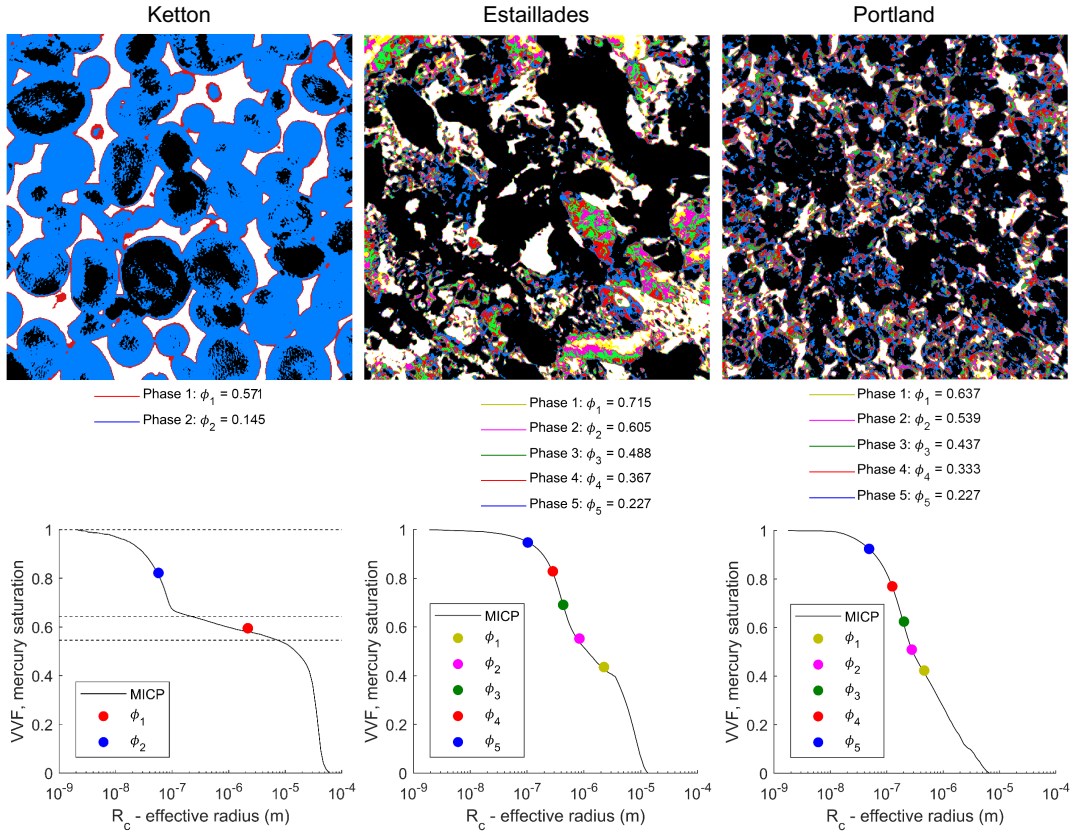 Ketton
Estaillades
Portland
Phase 1: ϕ1 = 0.571
Phase 2: ϕ2 = 0.145
Phase 1: ϕ1 = 0.715
Phase 2: ϕ2 = 0.605
Phase 3: ϕ3 = 0.488
Phase 4: ϕ4 = 0.367
Phase 5: ϕ5 = 0.227
Phase 1: ϕ1 = 0.637
Phase 2: ϕ2 = 0.539
Phase 3: ϕ3 = 0.437
Phase 4: ϕ4 = 0.333
Phase 5: ϕ5 = 0.227
VVF, mercury saturation
1
0.8
0.6
0.4
0.2
0
MICP
ϕ1
ϕ2
10-9 10-8 10-7 10-6 10-5 10-4
Rc - effective radius (m)
VVF, mercury saturation
1
0.8
0.6
0.4
0.2
0
MICP
ϕ1
ϕ2
ϕ3
ϕ4
ϕ5
10-9 10-8 10-7 10-6 10-5 10-4
Rc - effective radius (m)
VVF, mercury saturation
1
0.8
0.6
0.4
0.2
0
MICP
ϕ1
ϕ2
ϕ3
ϕ4
ϕ5
10-9 10-8 10-7 10-6 10-5 10-4
Rc - effective radius (m)